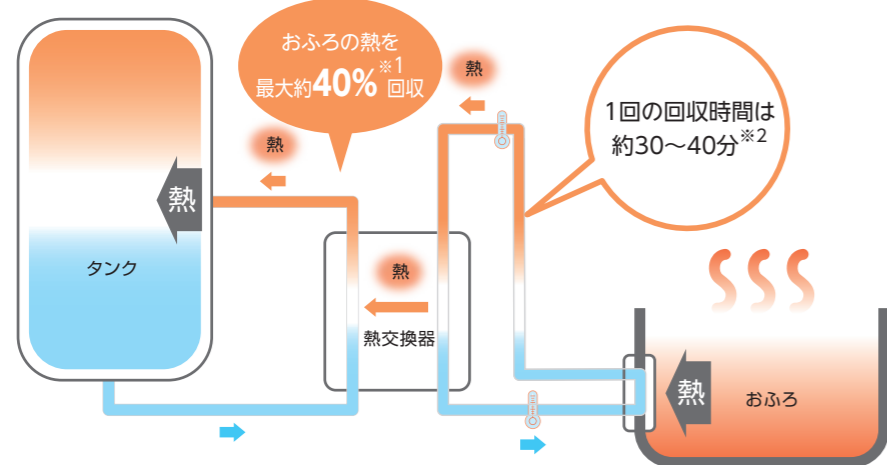 おふろの熱を
最大約40%※1回収
熱
1回の回収時間は
約30〜40分※2
熱
熱
タンク
熱
熱交換器
熱
おふろ